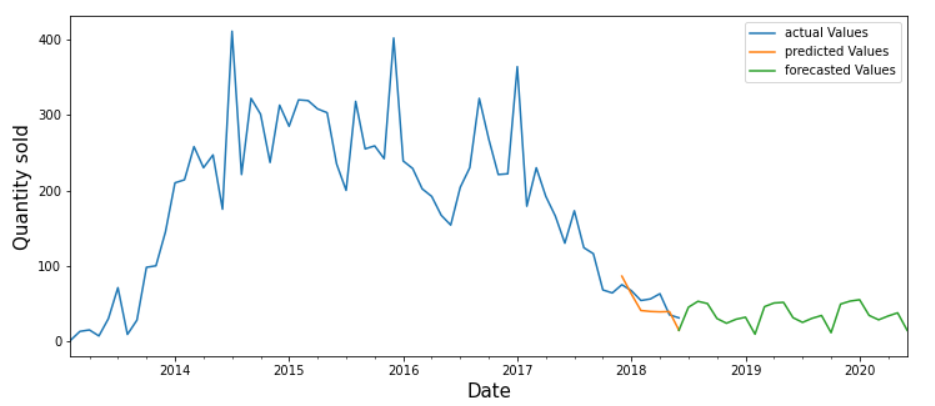 actual Values
predicted Values
forecasted Values
400
300
200
100
0
Quantity sold
2014 2015 2016 2017 2018 2019 2020
Date